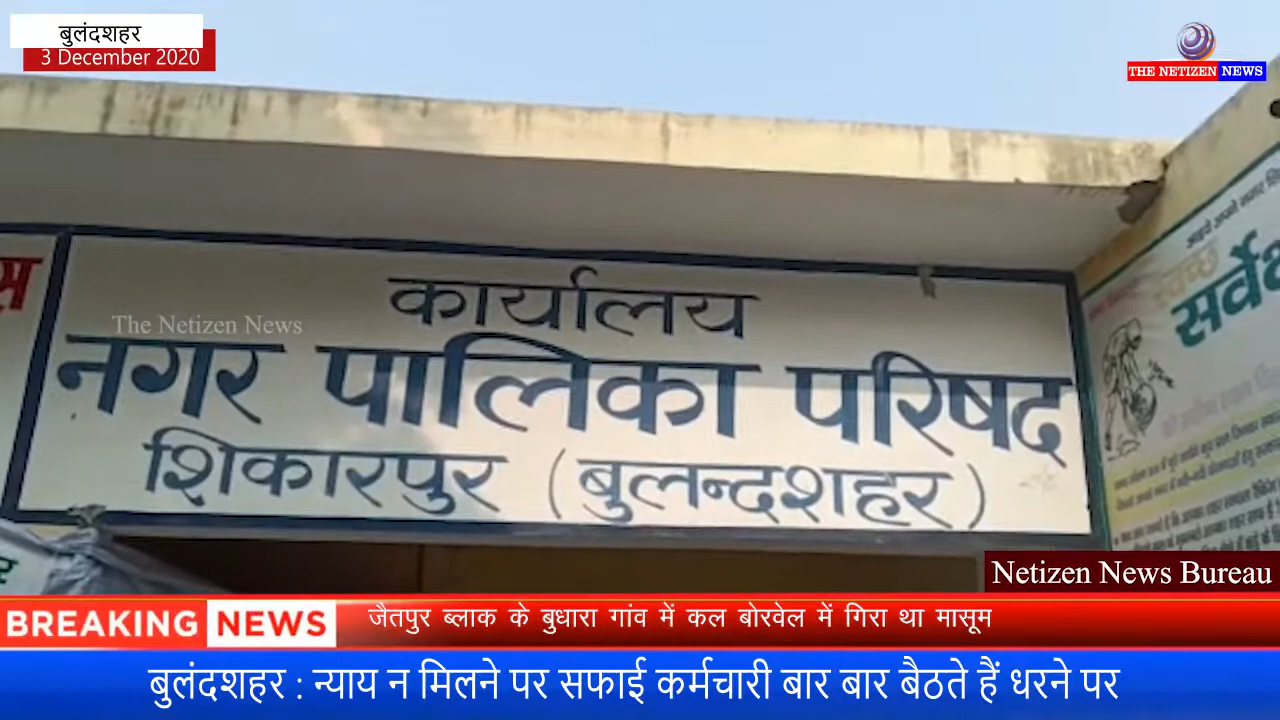 बुलंदशहर
3 December 2020
THE NETIZEN NEWS
कार्यालय
The Netizen News
नगर पालिका परिषद
शिकारपुर (बुलन्दशहर)
सर्वे
Netizen News Bureau
BREAKING NEWS
जैतपुर ब्लाक के बुधारा गांव में कल बोरवेल में गिरा था मासूम
बुलंदशहर : न्याय न मिलने पर सफाई कर्मचारी बार बार बैठते हैं धरने पर